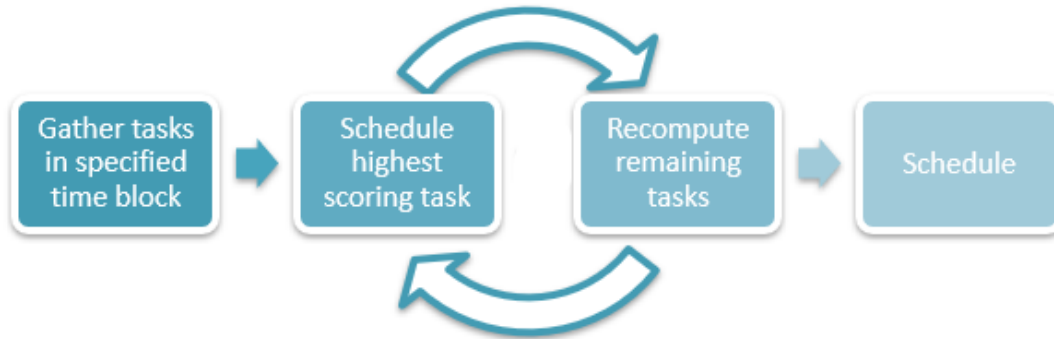 Gather tasks
in specified
time block
Schedule
highest
scoring task
Recompute
remaining
tasks
Schedule